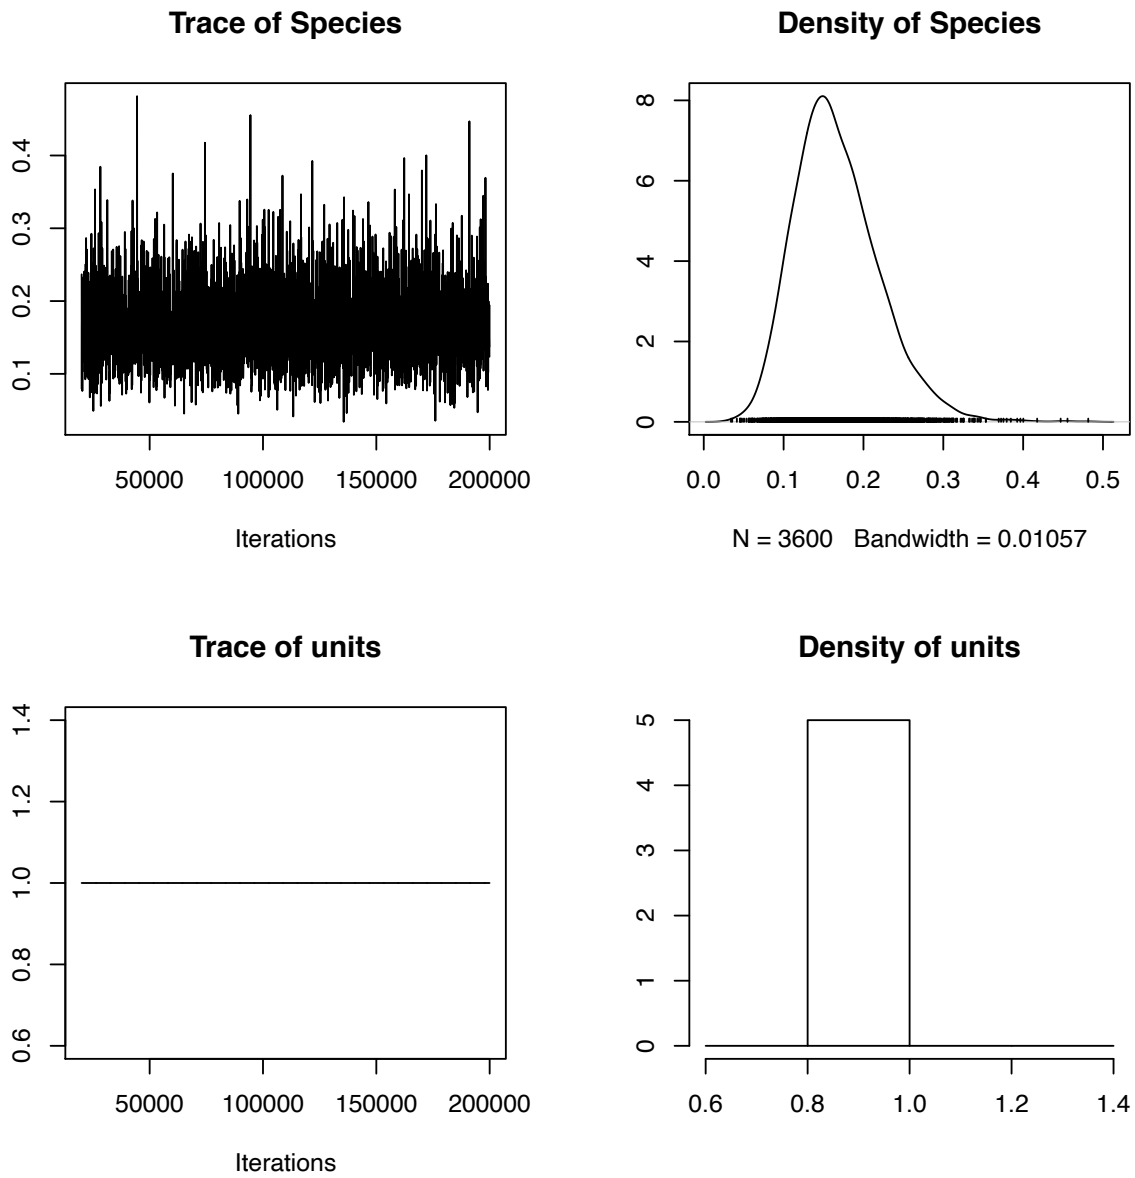 Trace of Species
0.4
0.3
0.2
0.1
50000 100000 150000 200000
Iterations
Density of Species
8
6
4
2
0
0.0 0.1 0.2 0.3 0.4 0.5
N = 3600 Bandwidth = 0.01057
Trace of units
1.4
1.2
1.0
0.8
0.6
50000 100000 150000 200000
Iterations
Density of units
5
4
3
2
1
0
0.6 0.8 1.0 1.2 1.4